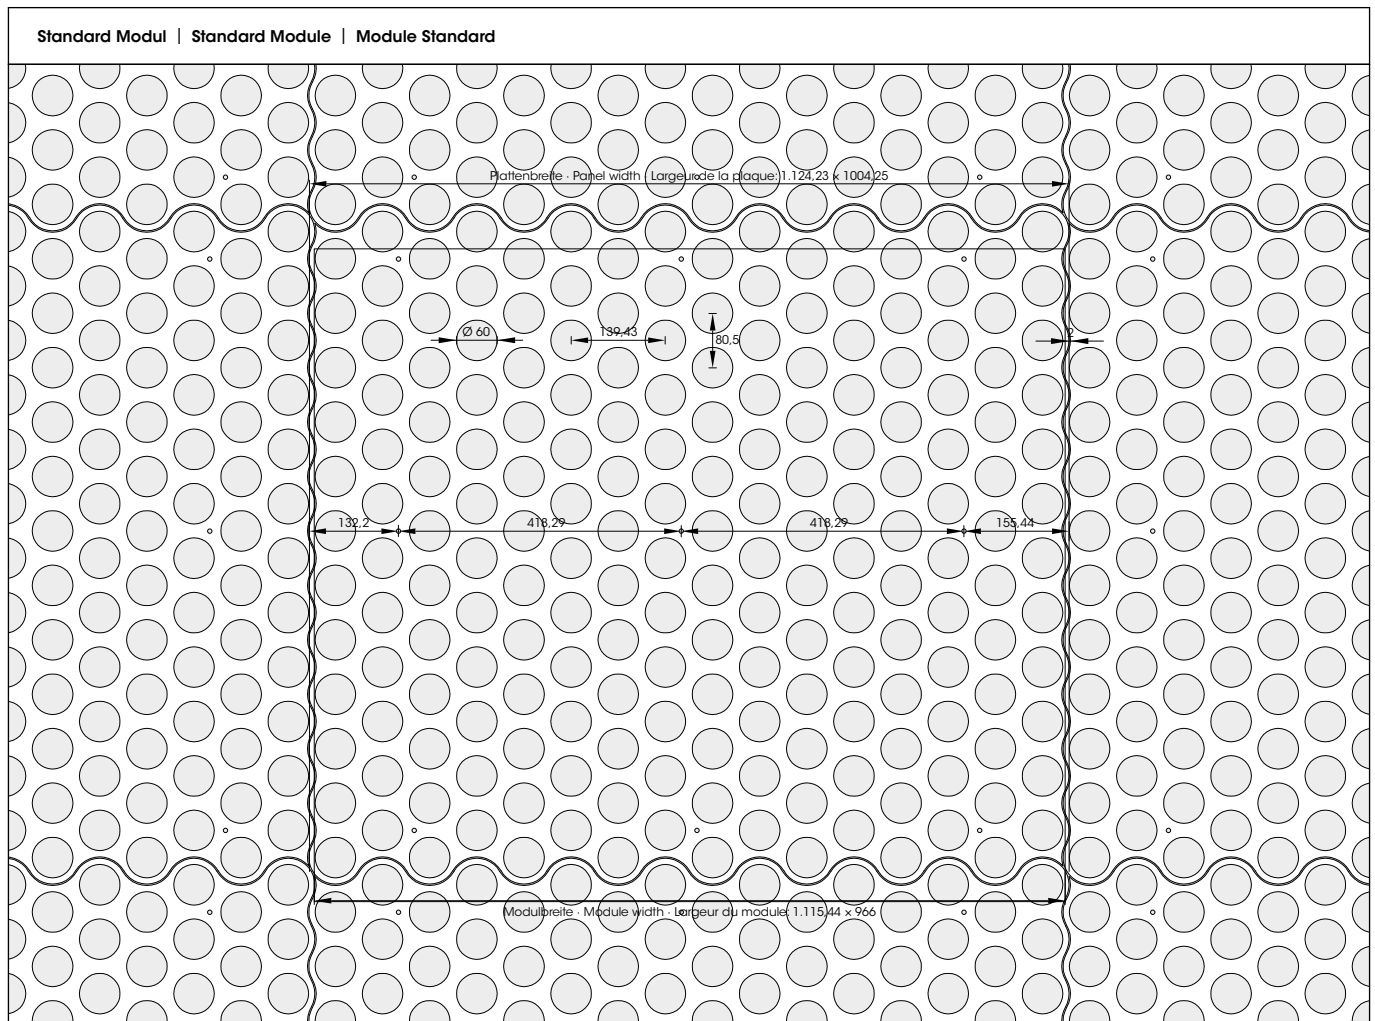 Standard Modul | Standard Module | Module Standard
Plattenbreite · Panel width · Largeur de la plaque: 1.124,23 × 1004,25
Ø 60
139,43
80,5
2
132,2
418,29
418,29
155,44
Modulbreite · Module width · Largeur du module: 1.115,44 × 966